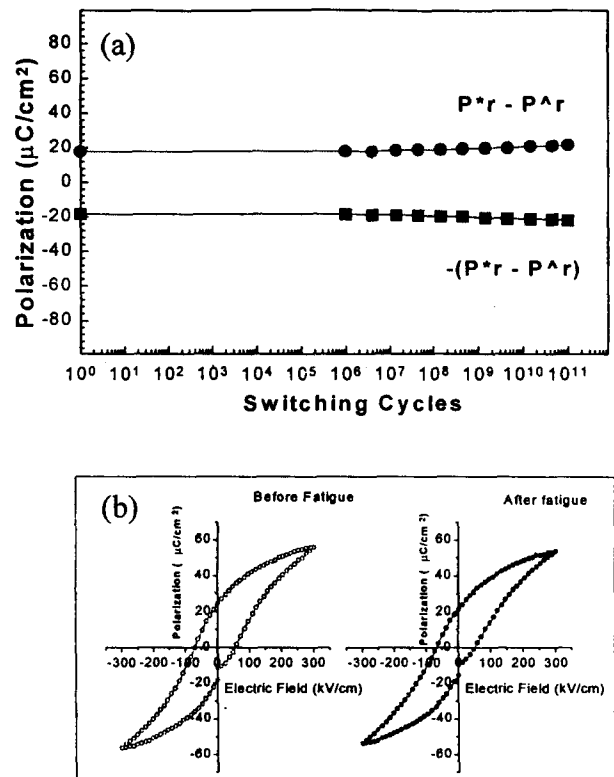 (a)
80
40
20
0
-20
-40
-80
Polarization (μC/cm²)
P*r - P^r
-(P*r - P^r)
10⁰ 10¹ 10² 10³ 10⁴ 10⁵ 10⁶ 10⁷ 10⁸ 10⁹ 10¹⁰ 10¹¹
Switching Cycles
(b)
Before Fatigue
Polarization ( μC/cm²)
60
40
20
0
-20
-40
-60
-300 -200 -100 0 100 200 300
Electric Field (kV/cm)
After fatigue
Polarization ( μC/cm²)
60
40
20
0
-20
-40
-60
-300 -200 -100 0 100 200 300
Electric Field (kV/cm)